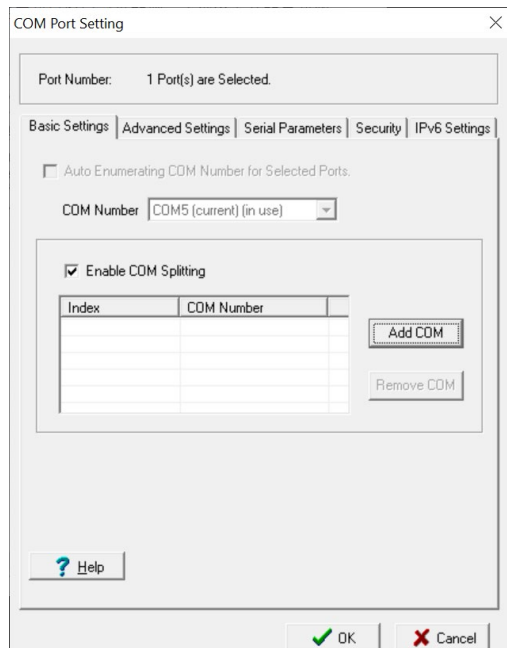 COM Port Setting
Port Number: 1 Port(s) are Selected.
Basic Settings Advanced Settings Serial Parameters Security IPv6 Settings
Auto Enumerating COM Number for Selected Ports.
COM Number COM5 (current) (in use)
Enable COM Splitting
Index COM Number
Add COM
Remove COM
? Help
OK Cancel